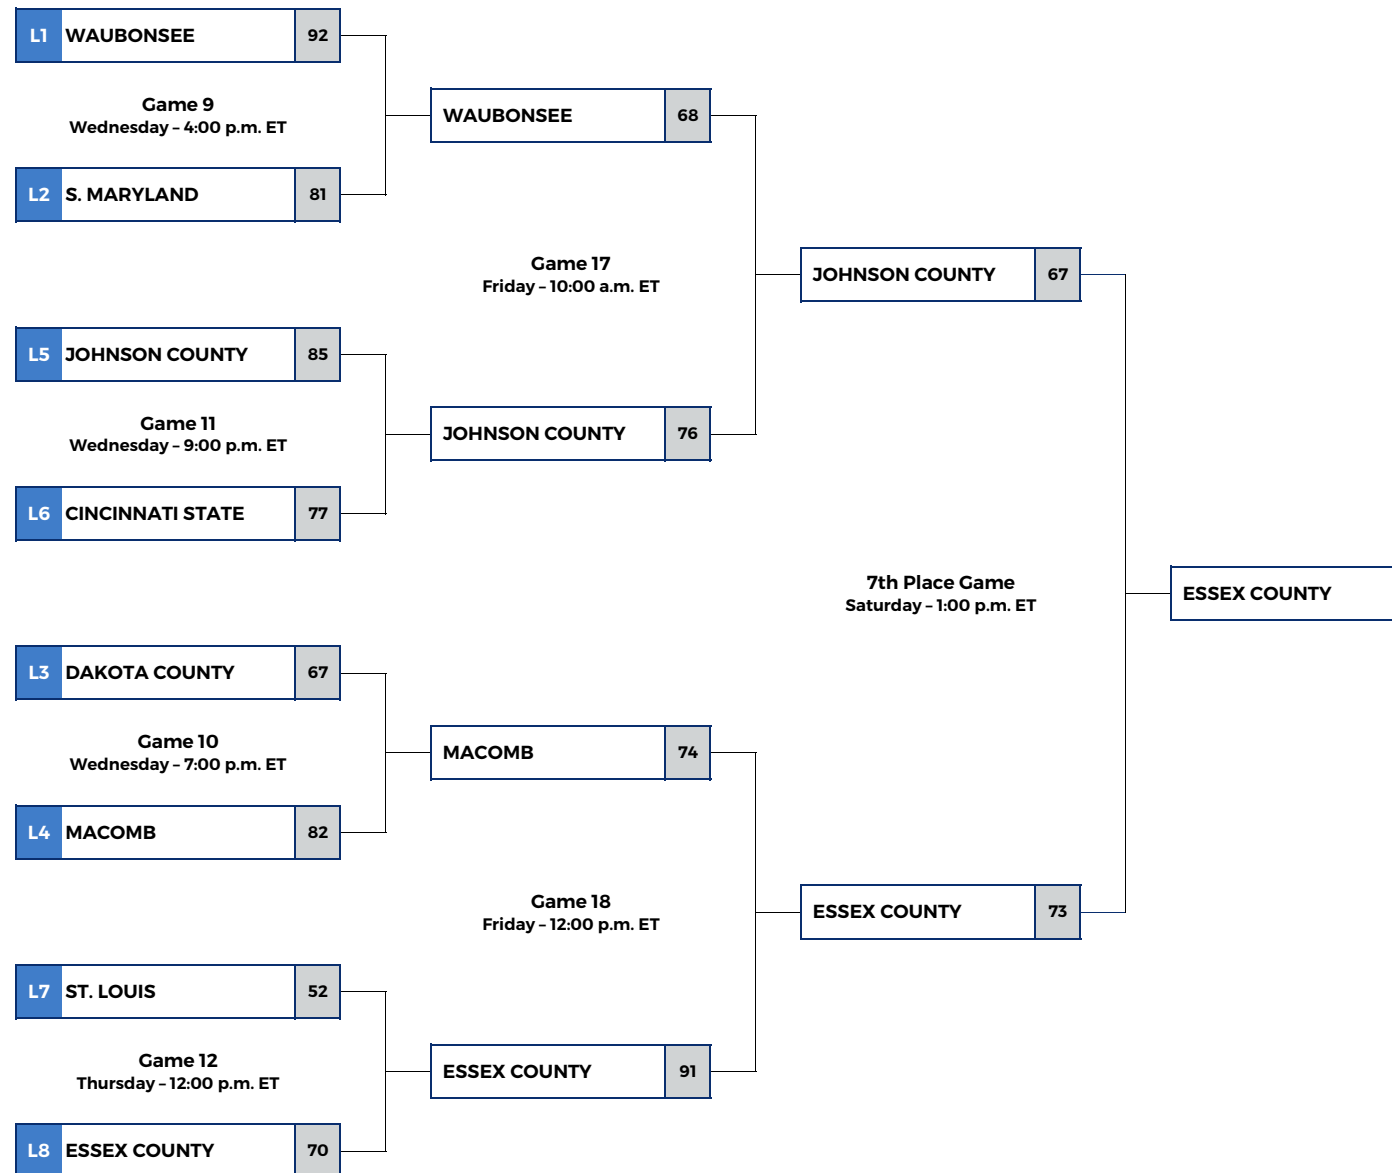 L1 WAUBONSEE 92
Game 9
Wednesday – 4:00 p.m. ET
WAUBONSEE 68
L2 S. MARYLAND 81
Game 17
Friday – 10:00 a.m. ET
JOHNSON COUNTY 67
L5 JOHNSON COUNTY 85
Game 11
Wednesday – 9:00 p.m. ET
JOHNSON COUNTY 76
L6 CINCINNATI STATE 77
7th Place Game
Saturday – 1:00 p.m. ET
ESSEX COUNTY
L3 DAKOTA COUNTY 67
Game 10
Wednesday – 7:00 p.m. ET
MACOMB 74
L4 MACOMB 82
Game 18
Friday – 12:00 p.m. ET
ESSEX COUNTY 73
L7 ST. LOUIS 52
Game 12
Thursday – 12:00 p.m. ET
ESSEX COUNTY 91
L8 ESSEX COUNTY 70